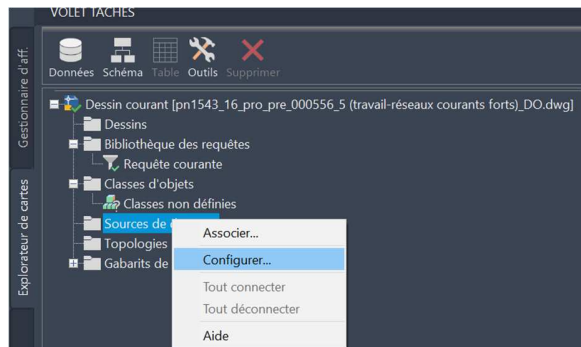 VOLET TACHES
Données Schéma Table Outils Supprimer
Gestionnaire d'aff.
Explorateur de cartes
Dessin courant [pn1543_16_pro_pre_000556_5 (travail-réseaux courants forts)_DO.dwg]
Dessins
Bibliothèque des requêtes
Requête courante
Classes d'objets
Classes non définies
Sources de
Topologies
Gabarits de
Associer...
Configurer...
Tout connecter
Tout déconnecter
Aide